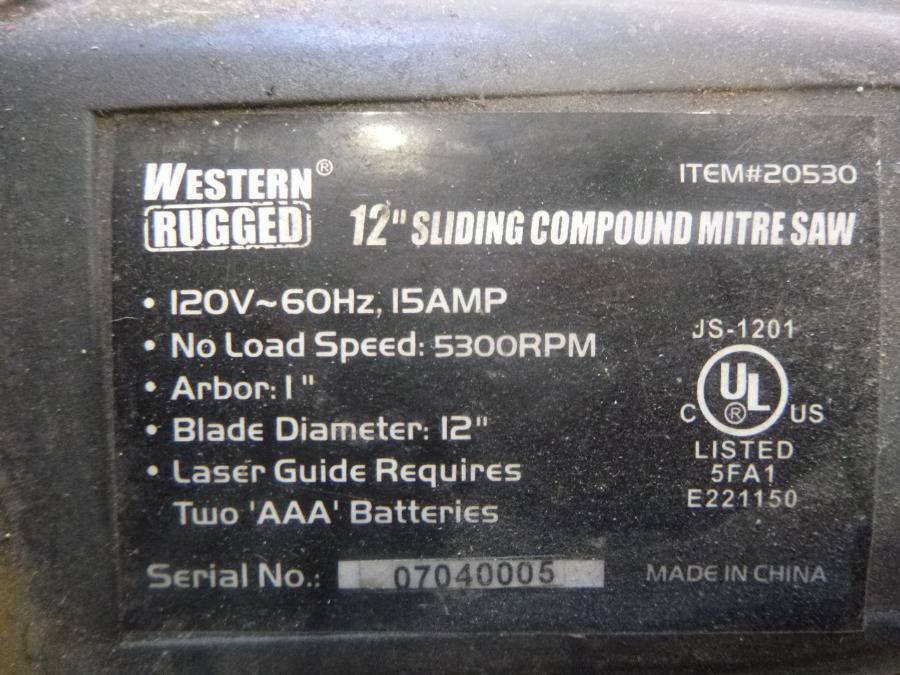 WESTERN®
RUGGED
ITEM#20530
12" SLIDING COMPOUND MITRE SAW
• 120V~60Hz, 15AMP
• No Load Speed: 5300RPM
• Arbor: 1"
• Blade Diameter: 12"
• Laser Guide Requires
Two 'AAA' Batteries
JS-1201
C UL ® US
LISTED
5FA1
E221150
Serial No.: 07040005
MADE IN CHINA